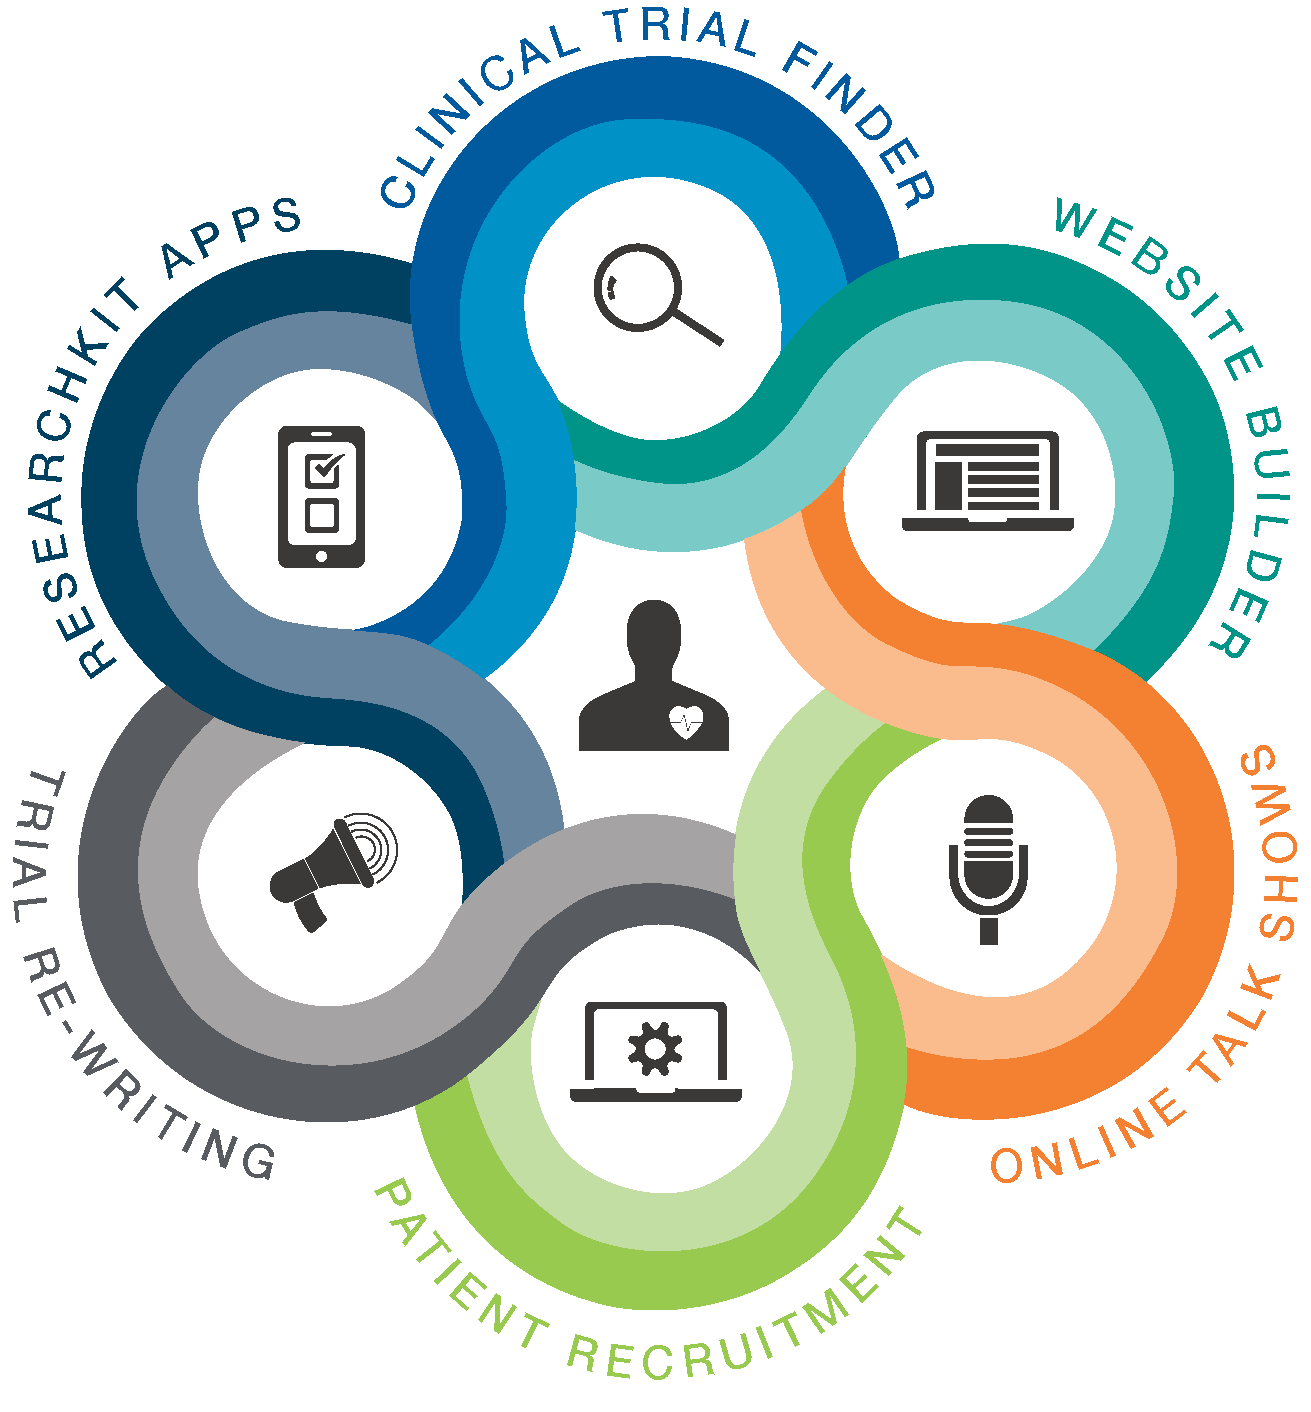 CLINICAL TRIAL FINDER
WEBSITE BUILDER
ONLINE TALK SHOWS
PATIENT RECRUITMENT
TRIAL RE-WRITING
RESEARCHKIT APPS